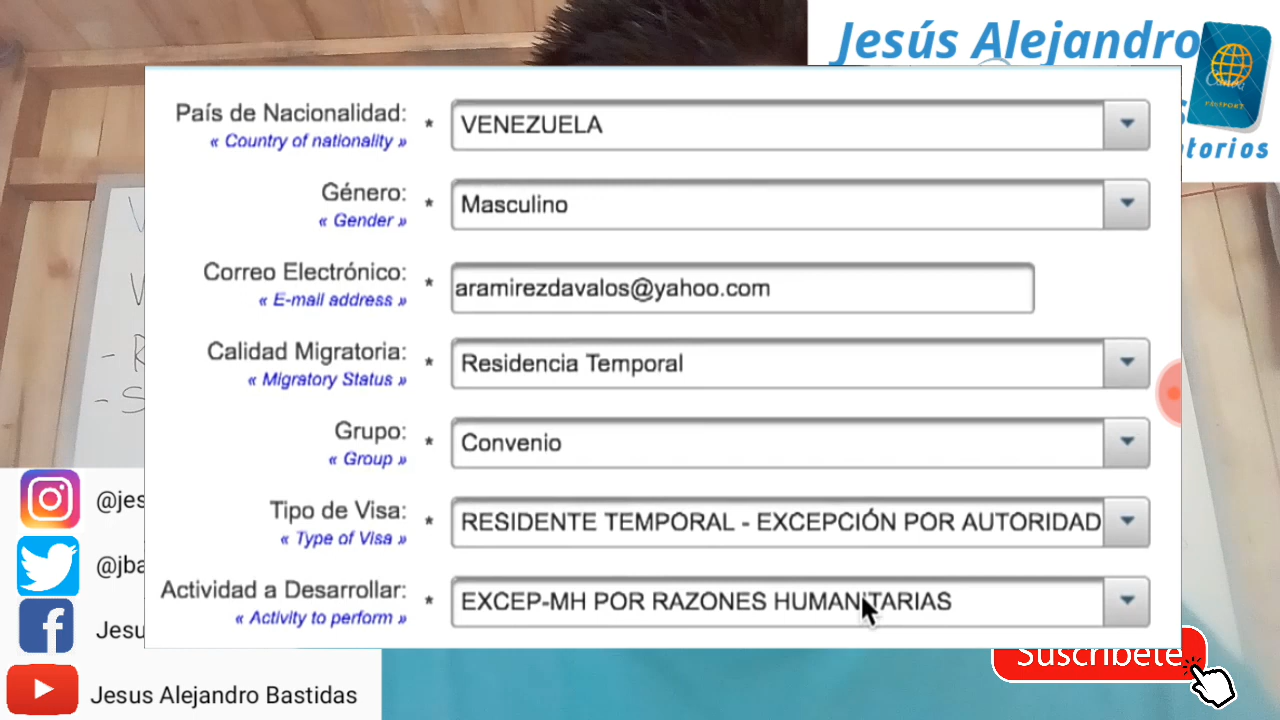 Jesús Alejandro
PASSPORT
País de Nacionalidad: * VENEZUELA
« Country of nationality »
Género: * Masculino
« Gender »
Correo Electrónico: * aramirezdavalos@yahoo.com
« E-mail address »
Calidad Migratoria: * Residencia Temporal
« Migratory Status »
Grupo: * Convenio
« Group »
Tipo de Visa: * RESIDENTE TEMPORAL - EXCEPCIÓN POR AUTORIDAD
« Type of Visa »
Actividad a Desarrollar: * EXCEP-MH POR RAZONES HUMANITARIAS
« Activity to perform »
@jes
@jba
Jesu
Jesus Alejandro Bastidas
Suscríbete